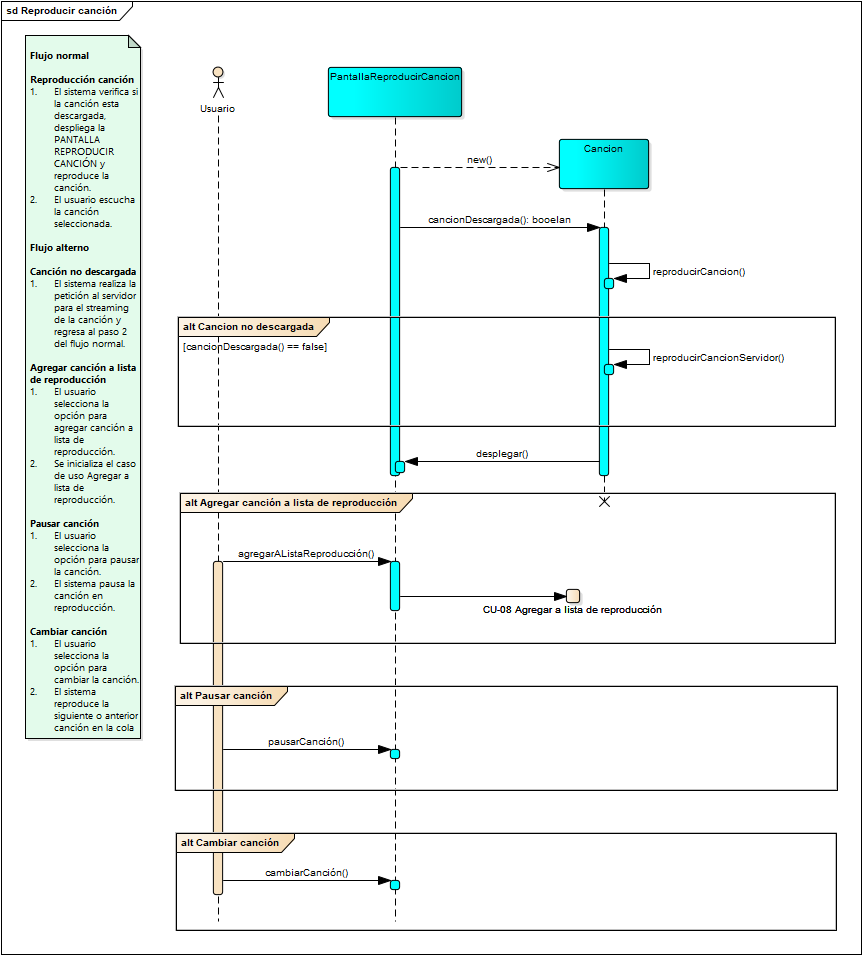 sd Reproducir canción
Flujo normal
Reproducción canción
1. El sistema verifica si
la canción esta
descargada,
despliega la
PANTALLA
REPRODUCIR
CANCIÓN y
reproduce la
canción.
2. El usuario escucha
la canción
seleccionada.
Flujo alterno
Canción no descargada
1. El sistema realiza la
petición al servidor
para el streaming
de la canción y
regresa al paso 2
del flujo normal.
Agregar canción a lista
de reproducción
1. El usuario
selecciona la
opción para
agregar canción a
lista de
reproducción.
2. Se inicializa el caso
de uso Agregar a
lista de
reproducción.
Pausar canción
1. El usuario
selecciona la
opción para pausar
la canción.
2. El sistema pausa la
canción en
reproducción.
Cambiar canción
1. El usuario
selecciona la
opción para
cambiar la canción.
2. El sistema
reproduce la
siguiente o anterior
canción en la cola
Usuario
PantallaReproducirCancion
Cancion
new()
cancionDescargada(): booelan
reproducirCancion()
alt Cancion no descargada
[cancionDescargada() == false]
reproducirCancionServidor()
desplegar()
alt Agregar canción a lista de reproducción
agregarAListaReproducción()
CU-08 Agregar a lista de reproducción
alt Pausar canción
pausarCanción()
alt Cambiar canción
cambiarCanción()